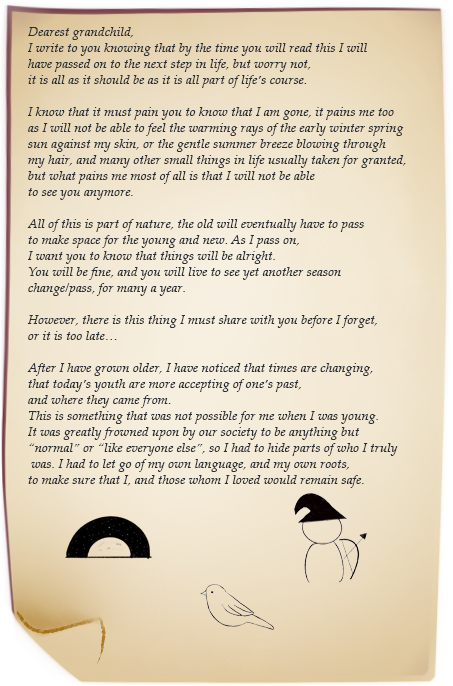 Dearest grandchild,
I write to you knowing that by the time you will read this I will
have passed on to the next step in life, but worry not,
it is all as it should be as it is all part of life's course.
I know that it must pain you to know that I am gone, it pains me too
as I will not be able to feel the warming rays of the early winter spring
sun against my skin, or the gentle summer breeze blowing through
my hair, and many other small things in life usually taken for granted,
but what pains me most of all is that I will not be able
to see you anymore.
All of this is part of nature, the old will eventually have to pass
to make space for the young and new. As I pass on,
I want you to know that things will be alright.
You will be fine, and you will live to see yet another season
change/pass, for many a year.
However, there is this thing I must share with you before I forget,
or it is too late…
After I have grown older, I have noticed that times are changing,
that today's youth are more accepting of one's past,
and where they came from.
This is something that was not possible for me when I was young.
It was greatly frowned upon by our society to be anything but
“normal” or “like everyone else”, so I had to hide parts of who I truly
was. I had to let go of my own language, and my own roots,
to make sure that I, and those whom I loved would remain safe.